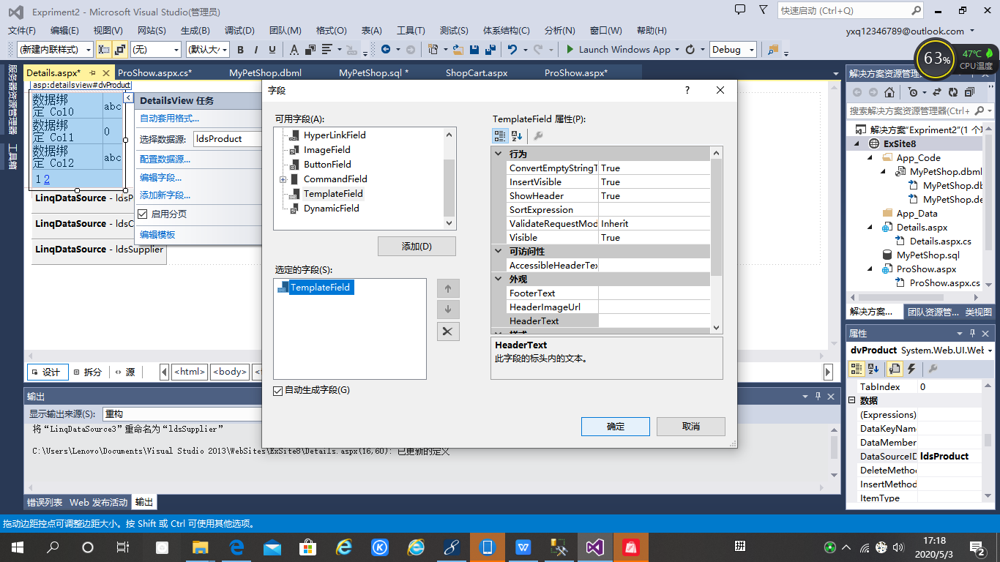 Expriment2 - Microsoft Visual Studio(管理员)
快速启动 (Ctrl+Q)
文件(F) 编辑(E) 视图(V) 网站(S) 生成(B) 调试(D) 团队(M) 格式(O) 表(A) 工具(T) 测试(S) 体系结构(C) 分析(N) 窗口(W) 帮助(H)
yxq12346789@outlook.com
(新建内联样式) (无) (默认大小 B I U A Launch Windows App Debug
63% 47℃ CPU温度
服务器资源管理器
工具箱
Details.aspx* ProShow.aspx.cs* MyPetShop.dbml MyPetShop.sql * ShopCart.aspx ProShow.aspx*
asp:detailsview#dvProduct
数据绑定 Col0 abc
数据绑定 Col1 0
数据绑定 Col2 abc
1 2
LinqDataSource - ldsP
LinqDataSource - ldsC
LinqDataSource - ldsSupplier
DetailsView 任务
自动套用格式...
选择数据源: ldsProduct
配置数据源...
编辑字段...
添加新字段...
启用分页
编辑模板
字段
?
可用字段(A):
HyperLinkField
ImageField
ButtonField
CommandField
TemplateField
DynamicField
添加(D)
选定的字段(S):
TemplateField
自动生成字段(G)
TemplateField 属性(P):
行为
ConvertEmptyStringT True
InsertVisible True
ShowHeader True
SortExpression
ValidateRequestMod Inherit
Visible True
可访问性
AccessibleHeaderTex
外观
FooterText
HeaderImageUrl
HeaderText
样式
HeaderText
此字段的标头内的文本。
确定 取消
设计 拆分 源 <html> <body>
输出
显示输出来源(S): 重构
将“LinqDataSource3”重命名为“ldsSupplier”
C:\Users\Lenovo\Documents\Visual Studio 2013\WebSites\ExSite8\Details.aspx(16,60): 已更新的定义
错误列表 Web 发布活动 输出
解决方案资源管理
搜索解决方案资源管理器(Ctrl+
解决方案“Expriment2”(1 个项
ExSite8
App_Code
MyPetShop.dbml
MyPetShop.db
MyPetShop.de
App_Data
Details.aspx
Details.aspx.cs
MyPetShop.sql
ProShow.aspx
ProShow.aspx.cs
解决方案... 团队资源管... 类视图
属性
dvProduct System.Web.UI.Web
TabIndex 0
数据
(Expressions)
DataKeyName
DataMember
DataSourceID ldsProduct
DeleteMethod
InsertMethod
ItemType
拖动边距控点可调整边距大小。按 Shift 或 Ctrl 可使用其他选项。
拼
17:18
2020/5/3
2